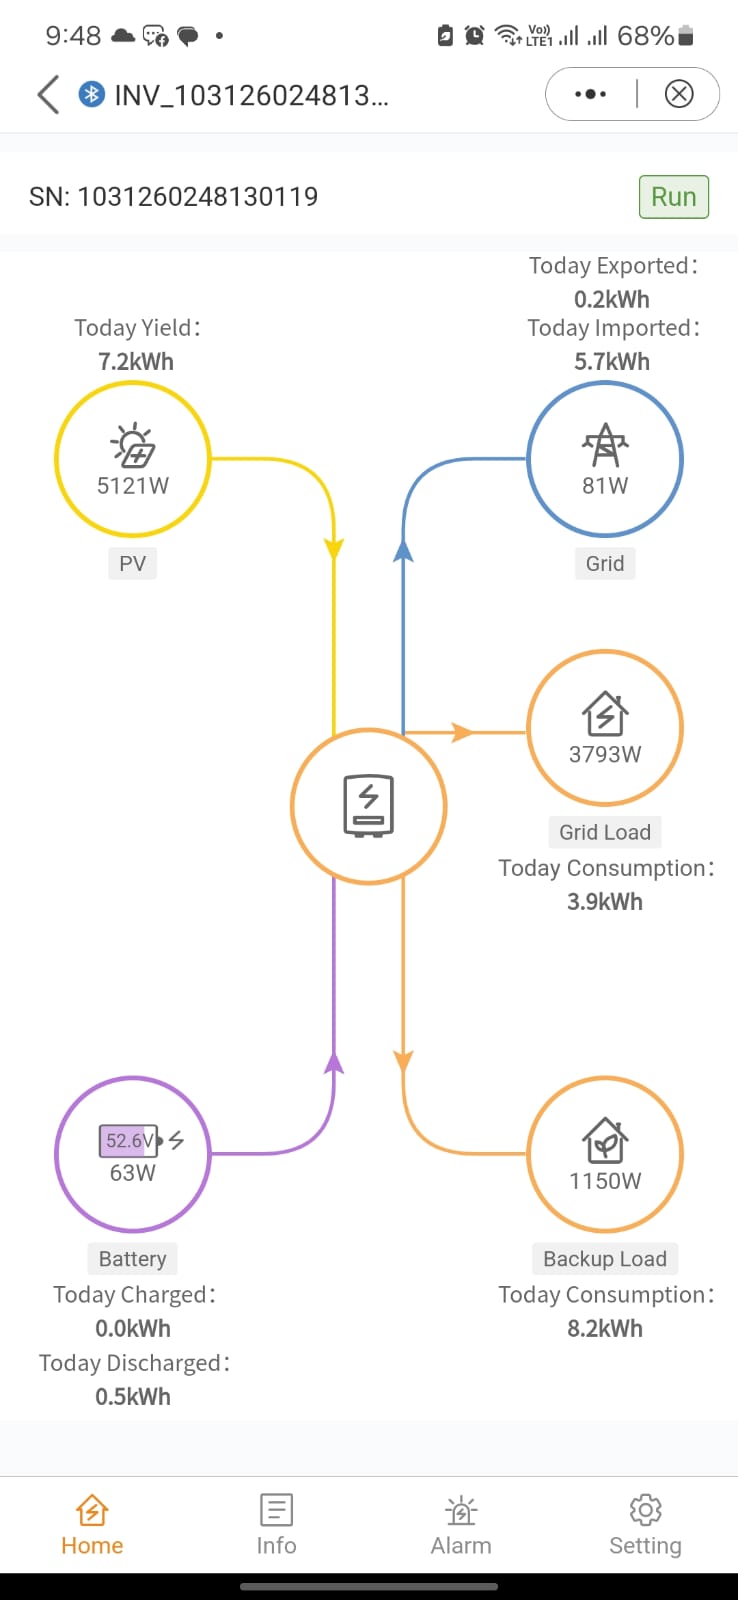 9:48
Vo))
LTE1
68%
INV_103126024813...
SN: 1031260248130119
Run
Today Exported:
0.2kWh
Today Yield:
7.2kWh
Today Imported:
5.7kWh
5121W
81W
PV
Grid
3793W
Grid Load
Today Consumption:
3.9kWh
52.6V
63W
1150W
Battery
Backup Load
Today Charged:
0.0kWh
Today Consumption:
8.2kWh
Today Discharged:
0.5kWh
Home
Info
Alarm
Setting